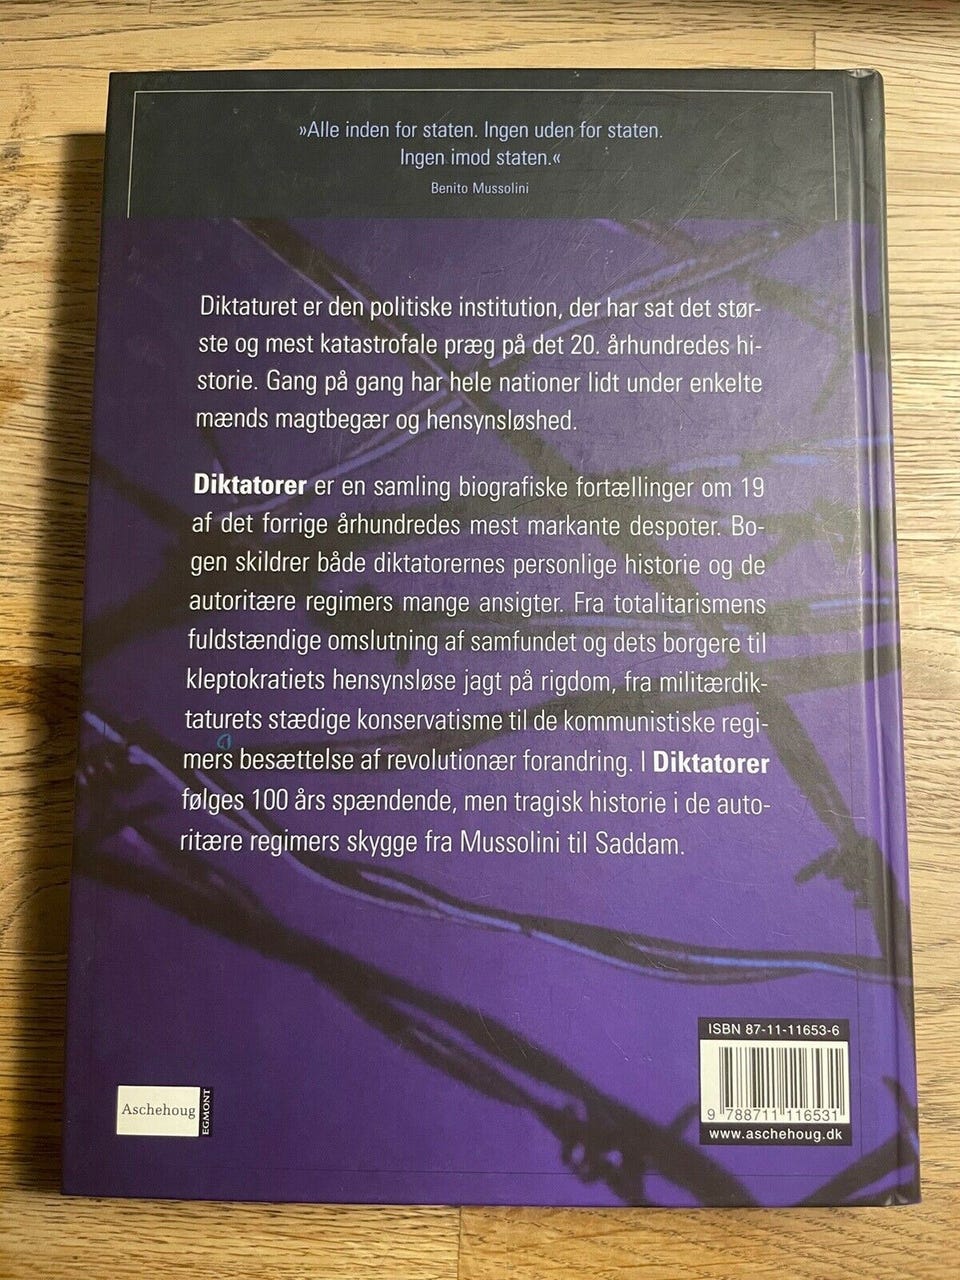 »Alle inden for staten. Ingen uden for staten.
Ingen imod staten.«
Benito Mussolini
Diktaturet er den politiske institution, der har sat det stør-
ste og mest katastrofale præg på det 20. århundredes hi-
storie. Gang på gang har hele nationer lidt under enkelte
mænds magtbegær og hensynsløshed.
Diktatorer er en samling biografiske fortællinger om 19
af det forrige århundredes mest markante despoter. Bo-
gen skildrer både diktatorernes personlige historie og de
autoritære regimers mange ansigter. Fra totalitarismens
fuldstændige omslutning af samfundet og dets borgere til
kleptokratiets hensynsløse jagt på rigdom, fra militærdik-
taturets stædige konservatisme til de kommunistiske regi-
mers besættelse af revolutionær forandring. I Diktatorer
følges 100 års spændende, men tragisk historie i de auto-
ritære regimers skygge fra Mussolini til Saddam.
ISBN 87-11-11653-6
9 788711 116531
www.aschehoug.dk
Aschehoug
EGMONT